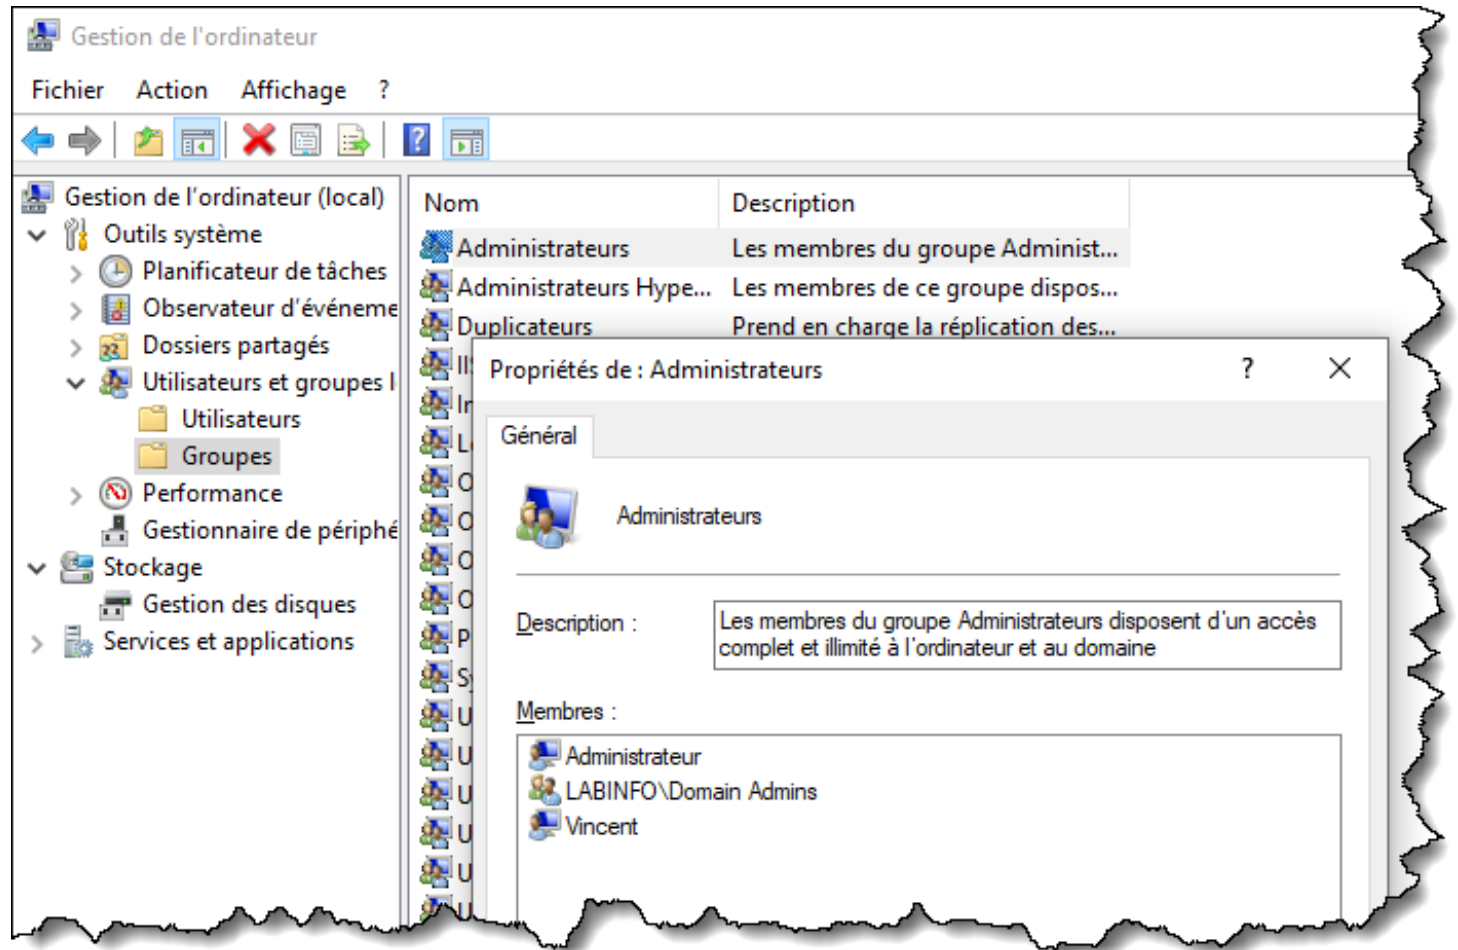 Gestion de l'ordinateur
Fichier Action Affichage ?
Gestion de l'ordinateur (local)
Outils système
Planificateur de tâches
Observateur d'événeme
Dossiers partagés
Utilisateurs et groupes l
Utilisateurs
Groupes
Performance
Gestionnaire de périphé
Stockage
Gestion des disques
Services et applications
Nom Description
Administrateurs Les membres du groupe Administ...
Administrateurs Hype... Les membres de ce groupe dispos...
Duplicateurs Prend en charge la réplication des...
IIS
In
L
O
O
O
O
P
Sy
U
U
U
U
U
U
Propriétés de : Administrateurs ?
Général
Administrateurs
Description : Les membres du groupe Administrateurs disposent d'un accès
complet et illimité à l'ordinateur et au domaine
Membres :
Administrateur
LABINFO\Domain Admins
Vincent